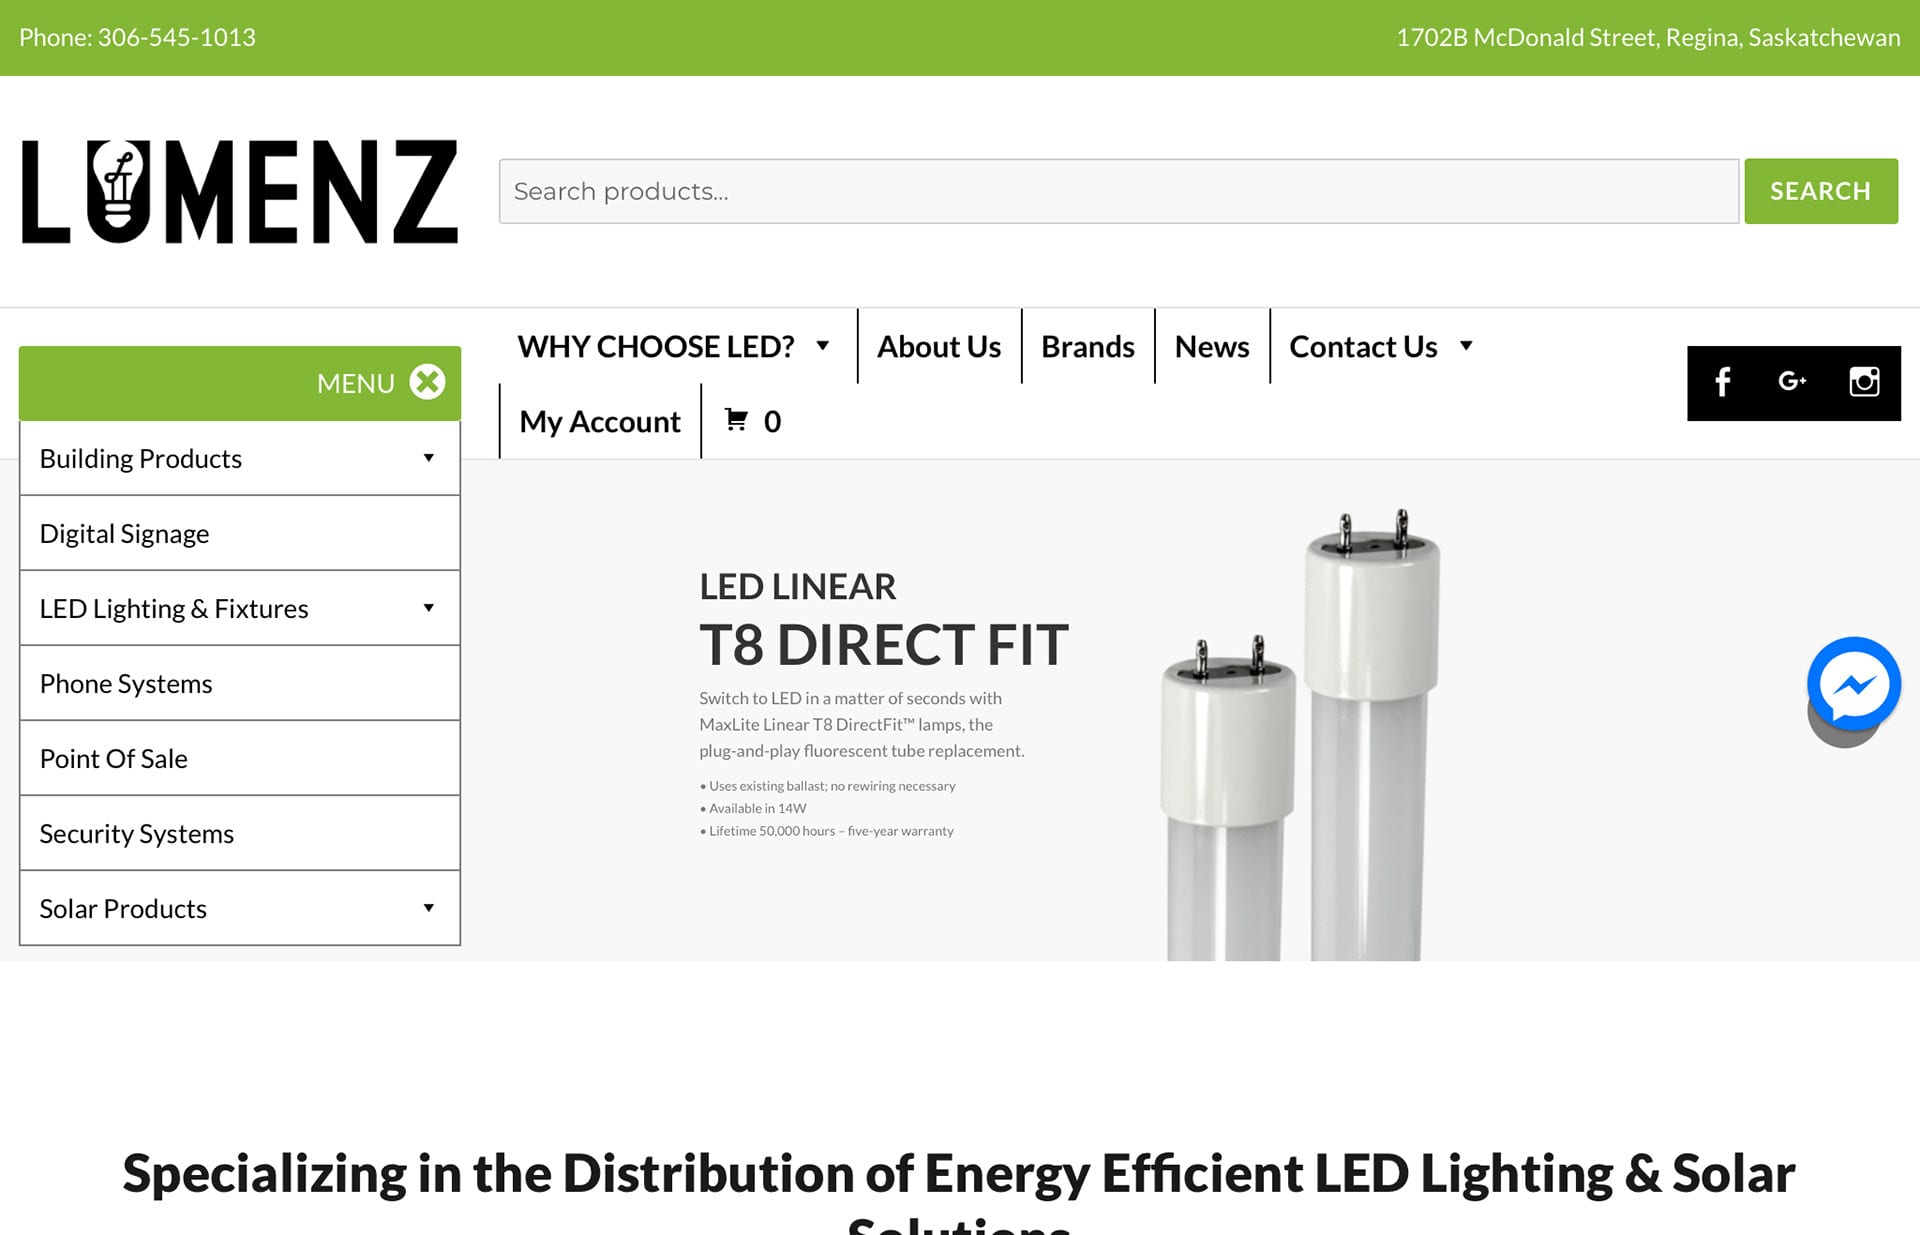 Phone: 306-545-1013
1702B McDonald Street, Regina, Saskatchewan
LUMENZ
Search products...
SEARCH
WHY CHOOSE LED?
About Us
Brands
News
Contact Us
My Account
0
MENU
Building Products
Digital Signage
LED Lighting & Fixtures
Phone Systems
Point Of Sale
Security Systems
Solar Products
LED LINEAR
T8 DIRECT FIT
Switch to LED in a matter of seconds with
MaxLite Linear T8 DirectFit™ lamps, the
plug-and-play fluorescent tube replacement.
• Uses existing ballast; no rewiring necessary
• Available in 14W
• Lifetime 50,000 hours – five-year warranty
Specializing in the Distribution of Energy Efficient LED Lighting & Solar
Solutions